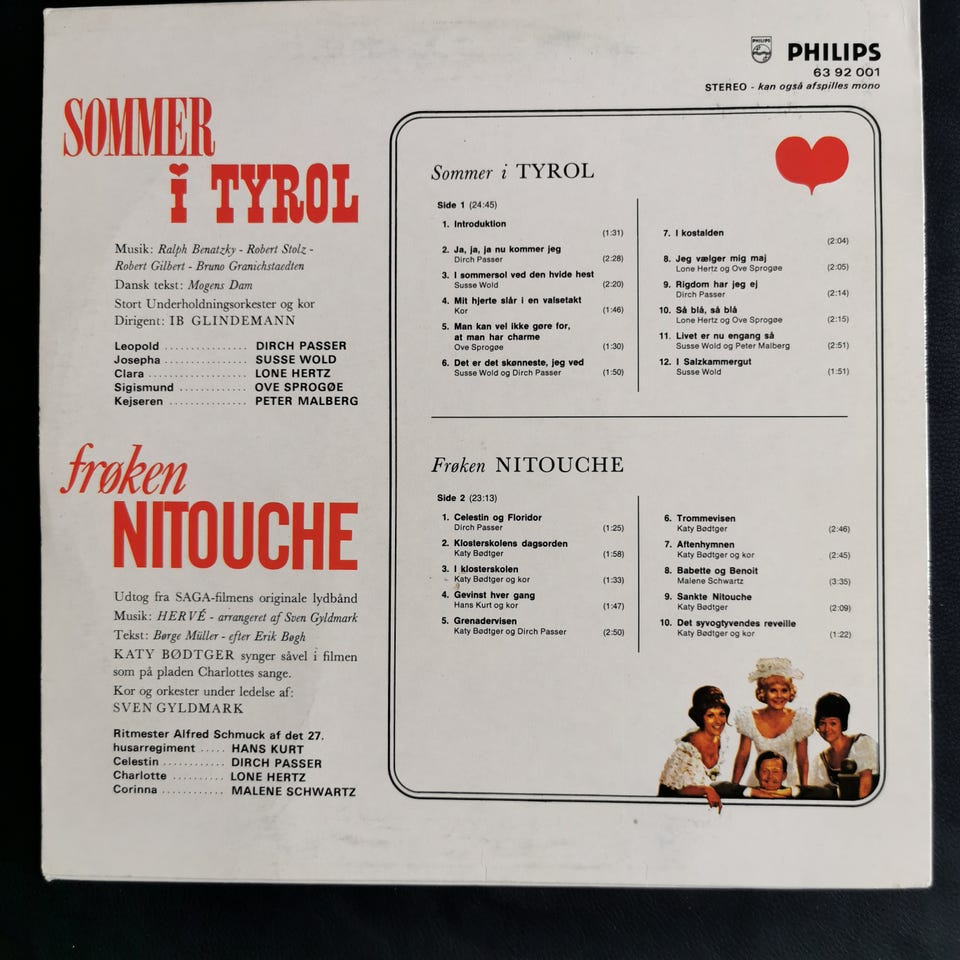 PHILIPS
PHILIPS
63 92 001
STEREO - kan også afspilles mono
SOMMER
i TYROL
Musik: Ralph Benatzky - Robert Stolz -
Robert Gilbert - Bruno Granichstaedten
Dansk tekst: Mogens Dam
Stort Underholdningsorkester og kor
Dirigent: IB GLINDEMANN
Leopold ............... DIRCH PASSER
Josepha ............... SUSSE WOLD
Clara .................. LONE HERTZ
Sigismund ............ OVE SPROGØE
Kejseren .............. PETER MALBERG
frøken
NITOUCHE
Udtog fra SAGA-filmens originale lydbånd
Musik: HERVÉ - arrangeret af Sven Gyldmark
Tekst: Børge Müller - efter Erik Bøgh
KATY BØDTGER synger såvel i filmen
som på pladen Charlottes sange.
Kor og orkester under ledelse af:
SVEN GYLDMARK
Ritmester Alfred Schmuck af det 27.
husarregiment ..... HANS KURT
Celestin ............ DIRCH PASSER
Charlotte .......... LONE HERTZ
Corinna ............ MALENE SCHWARTZ
Sommer i TYROL
Side 1 (24:45)
1. Introduktion
(1:31)
2. Ja, ja, ja nu kommer jeg
Dirch Passer (2:28)
3. I sommersol ved den hvide hest
Susse Wold (2:20)
4. Mit hjerte slår i en valsetakt
Kor (1:46)
5. Man kan vel ikke gøre for,
at man har charme
Ove Sprogøe (1:30)
6. Det er det skønneste, jeg ved
Susse Wold og Dirch Passer (1:50)
7. I kostalden
(2:04)
8. Jeg vælger mig maj
Lone Hertz og Ove Sprogøe (2:05)
9. Rigdom har jeg ej
Dirch Passer (2:14)
10. Så blå, så blå
Lone Hertz og Ove Sprogøe (2:15)
11. Livet er nu engang så
Susse Wold og Peter Malberg (2:51)
12. I Salzkammergut
Susse Wold (1:51)
Frøken NITOUCHE
Side 2 (23:13)
1. Celestin og Floridor
Dirch Passer (1:25)
2. Klosterskolens dagsorden
Katy Bødtger (1:58)
3. I klosterskolen
Katy Bødtger og kor (1:33)
4. Gevinst hver gang
Hans Kurt og kor (1:47)
5. Grenadervisen
Katy Bødtger og Dirch Passer (2:50)
6. Trommevisen
Katy Bødtger (2:46)
7. Aftenhymnen
Katy Bødtger og kor (2:45)
8. Babette og Benoit
Malene Schwartz (3:35)
9. Sankte Nitouche
Katy Bødtger (2:09)
10. Det syvogtyvendes reveille
Katy Bødtger og kor (1:22)